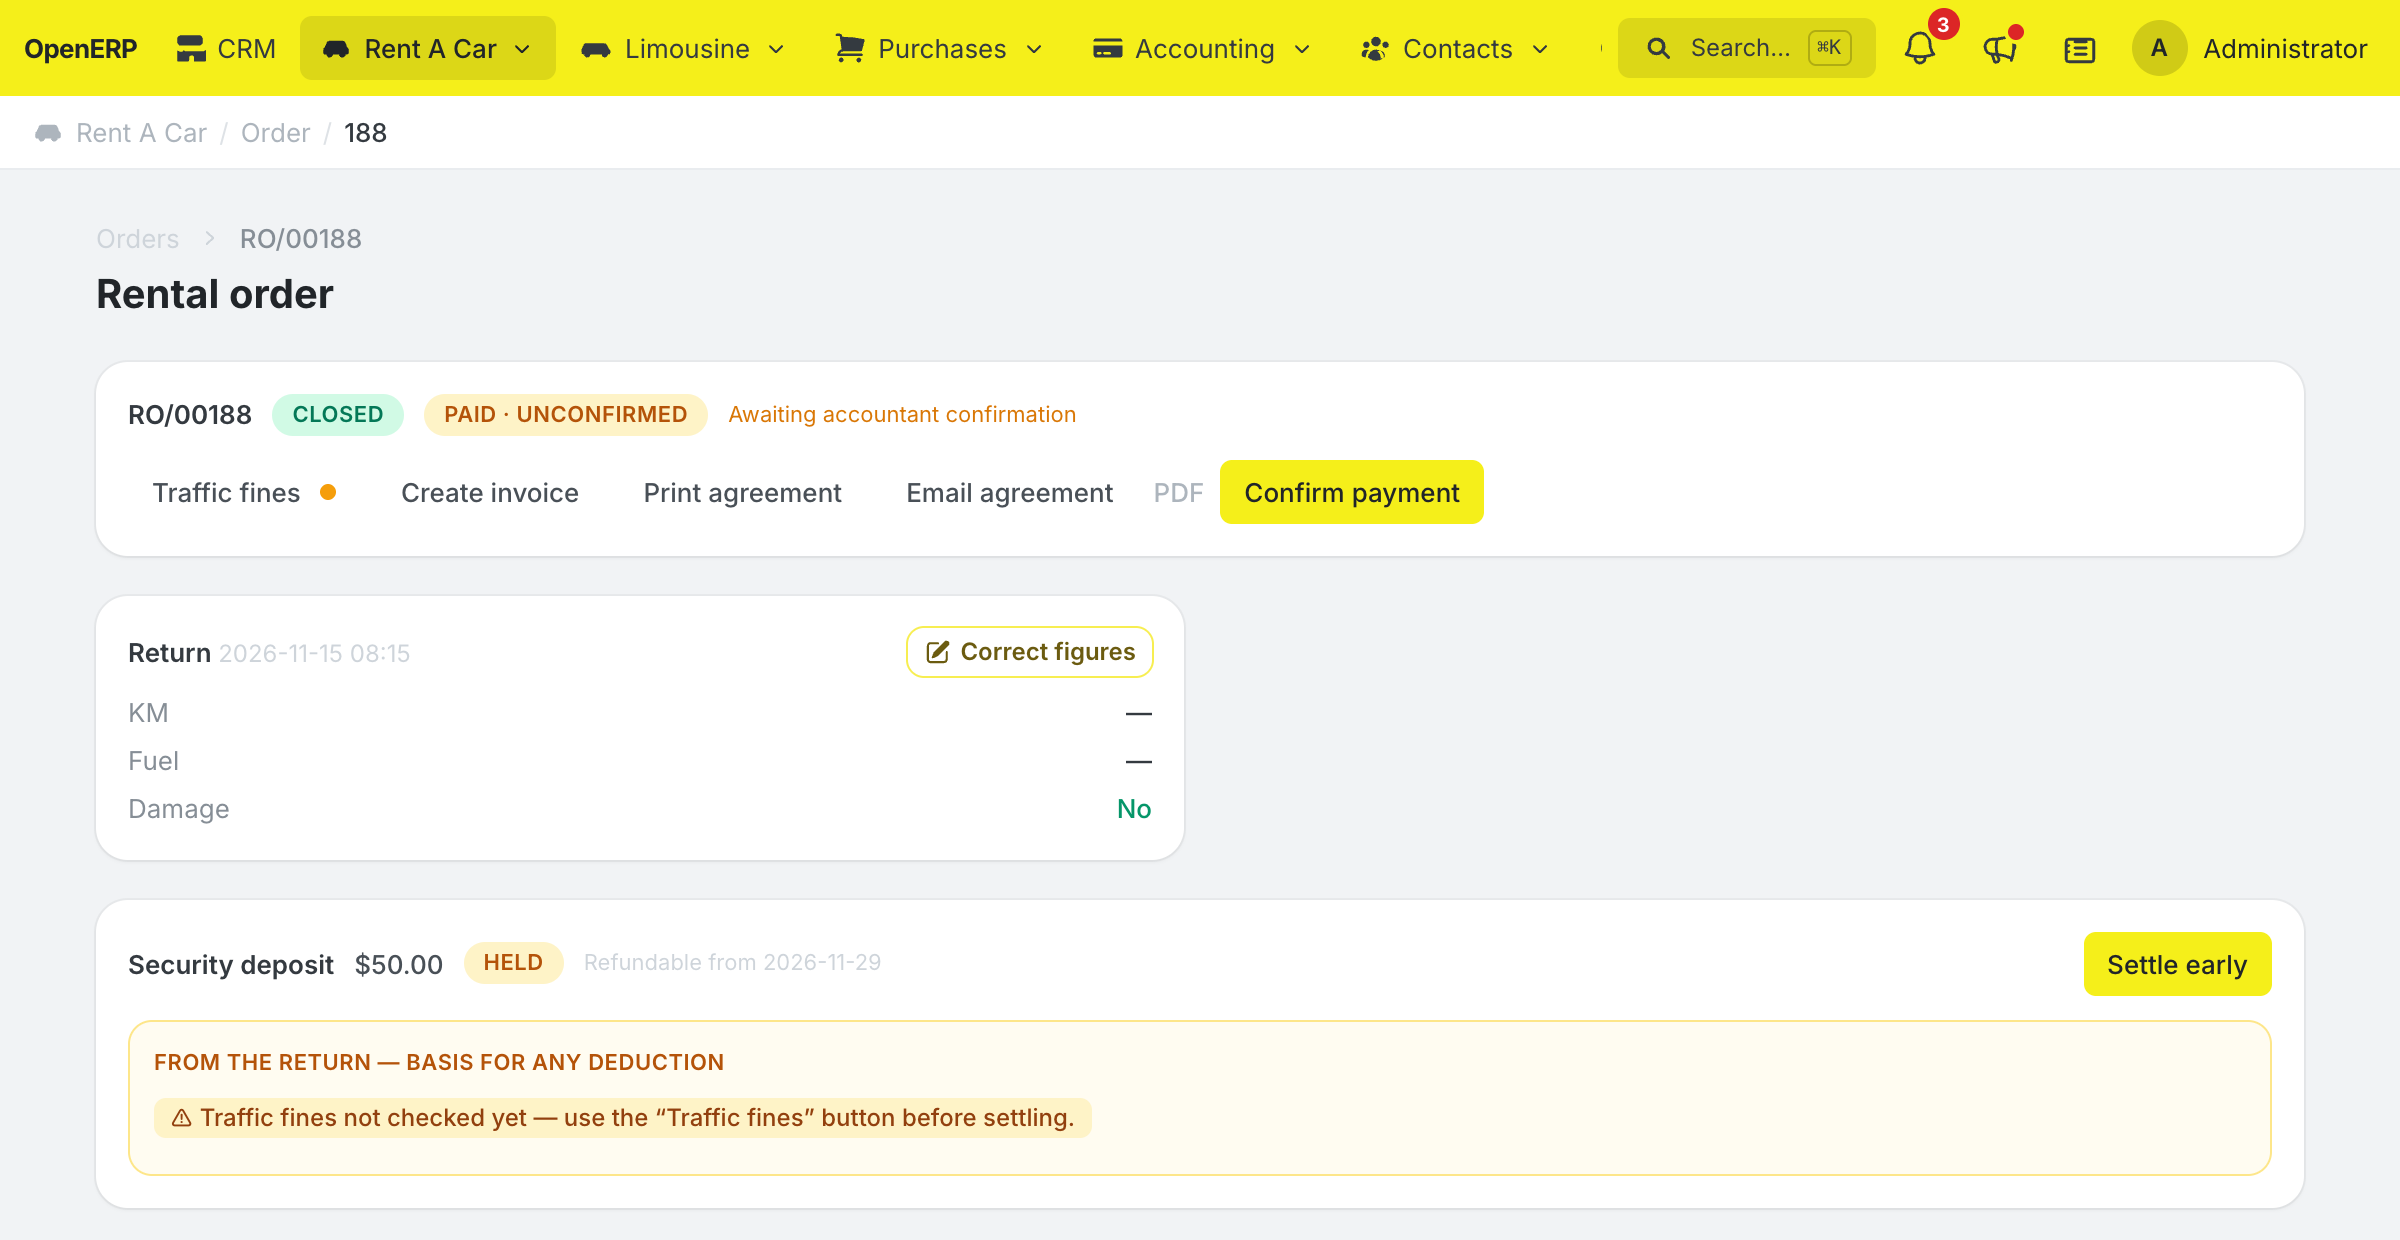 OpenERP CRM Rent A Car Limousine Purchases Accounting Contacts Search... ⌘K 3 A Administrator
Rent A Car / Order / 188
Orders > RO/00188
Rental order
RO/00188 CLOSED PAID · UNCONFIRMED Awaiting accountant confirmation
Traffic fines Create invoice Print agreement Email agreement PDF Confirm payment
Return 2026-11-15 08:15 Correct figures
KM —
Fuel —
Damage No
Security deposit $50.00 HELD Refundable from 2026-11-29 Settle early
FROM THE RETURN — BASIS FOR ANY DEDUCTION
Traffic fines not checked yet — use the “Traffic fines” button before settling.